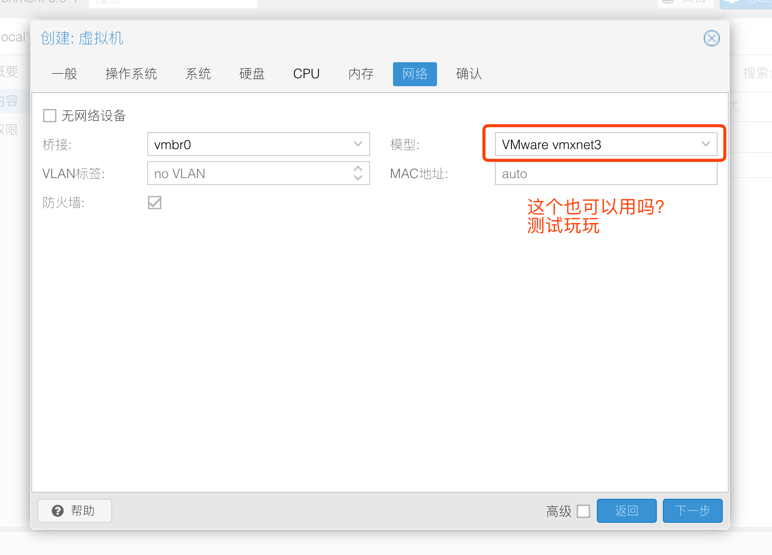 创建: 虚拟机
一般 操作系统 系统 硬盘 CPU 内存 网络 确认
搜索:
无网络设备
桥接: vmbr0 模型: VMware vmxnet3
VLAN标签: no VLAN MAC地址: auto
防火墙:
这个也可以用吗?
测试玩玩
帮助 高级 返回 下一步